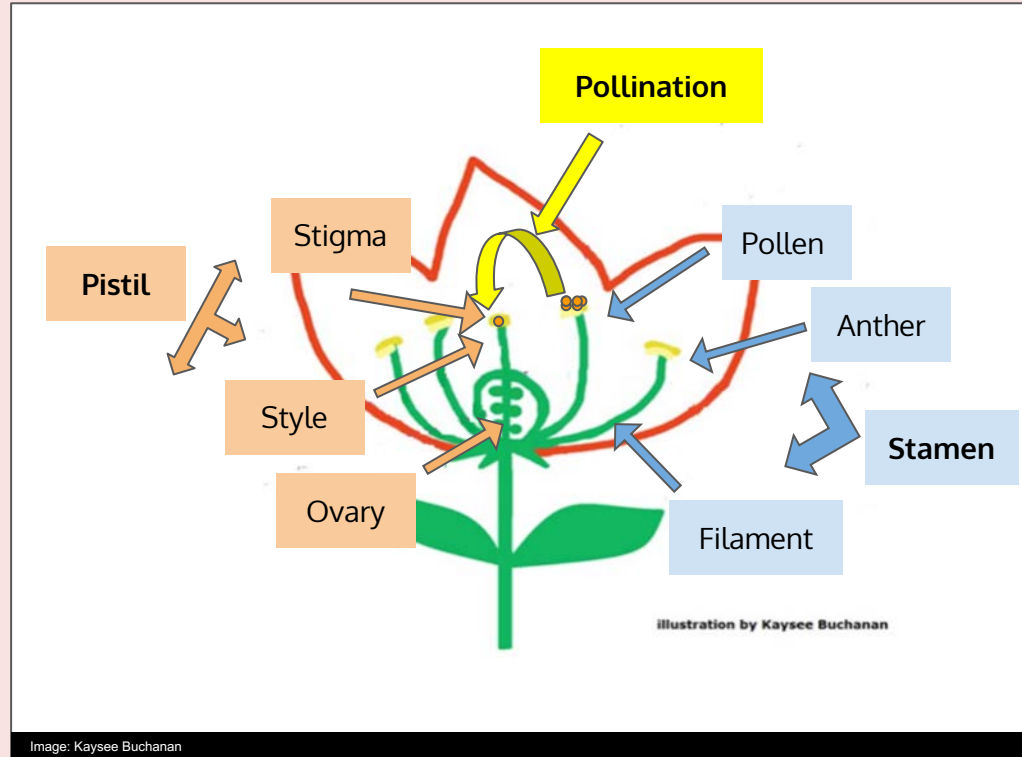 Pollination
Stigma
Pollen
Pistil
Anther
Style
Stamen
Ovary
Filament
illustration by Kaysee Buchanan
Image: Kaysee Buchanan